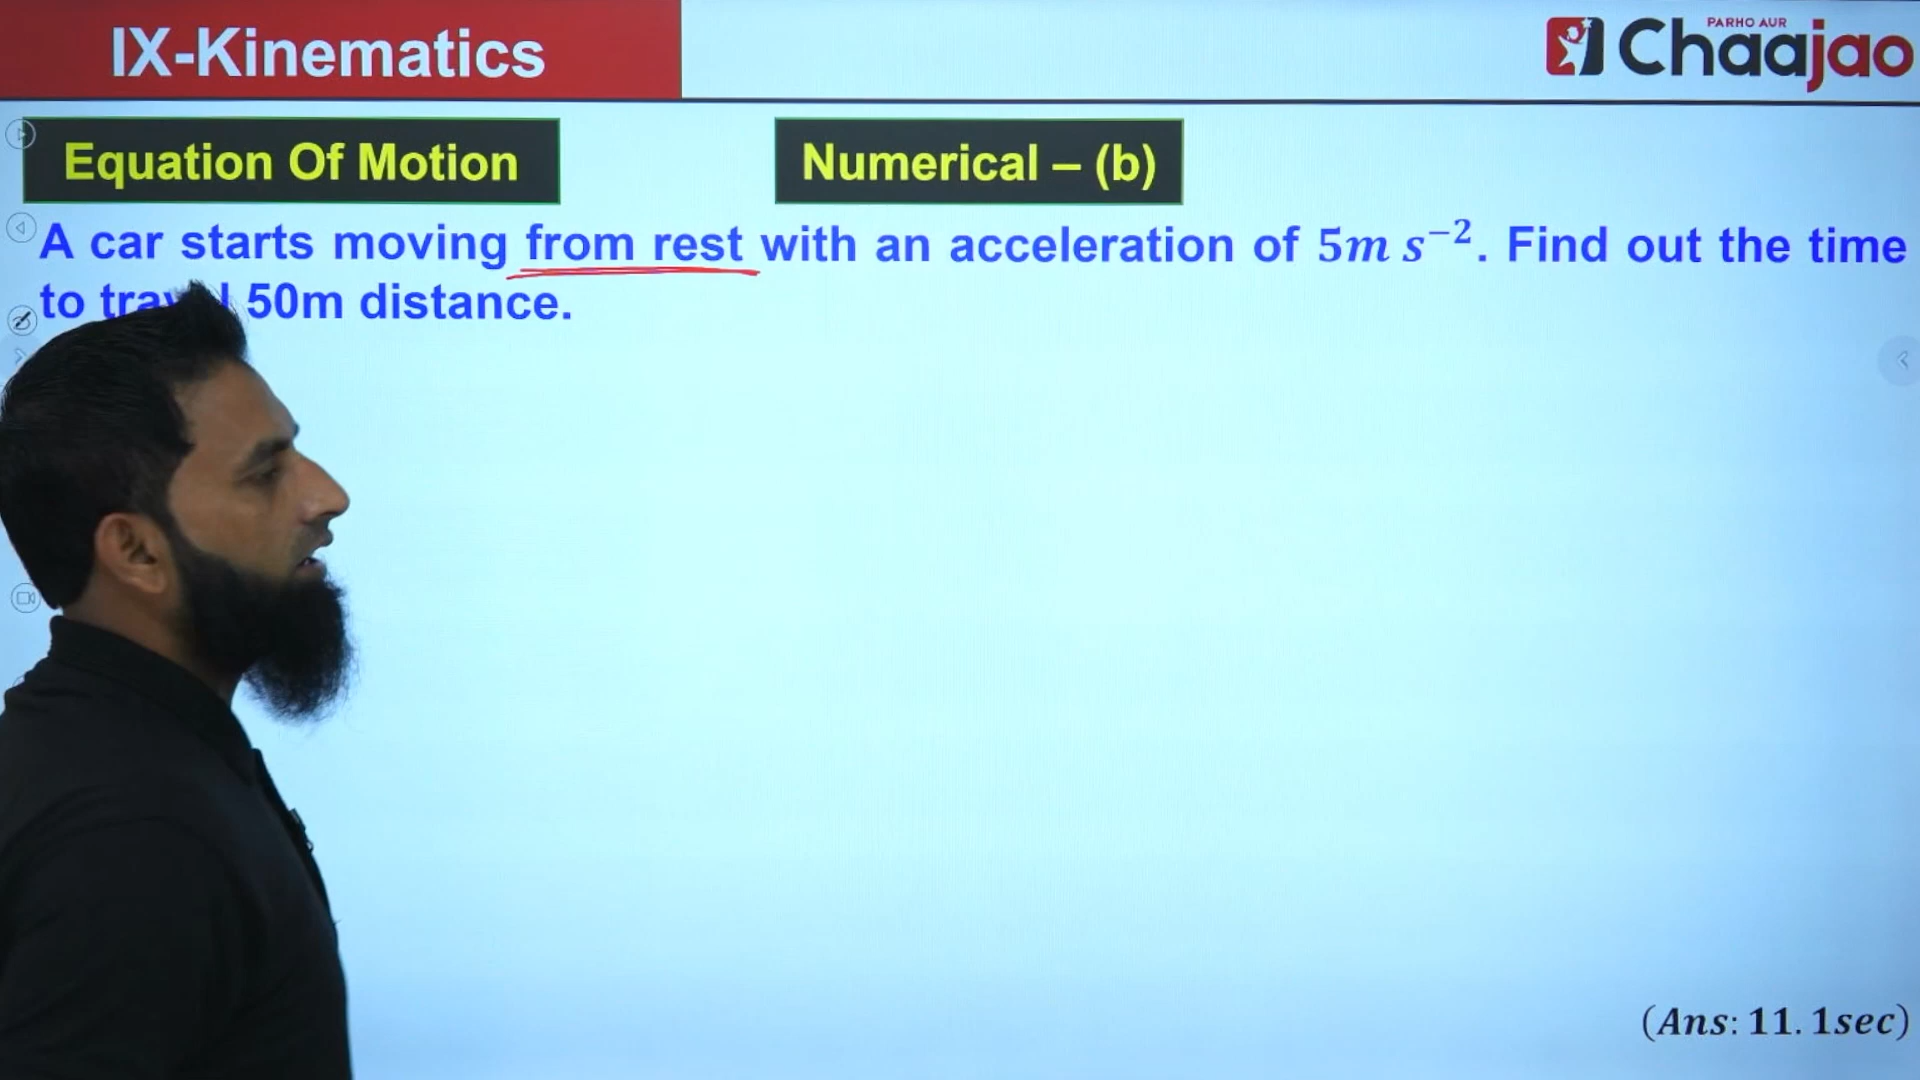 IX-Kinematics
PARHO AUR
Chaajao
Equation Of Motion
Numerical – (b)
A car starts moving from rest with an acceleration of 5m s⁻². Find out the time
to 50m distance.
(Ans: 11. 1sec)